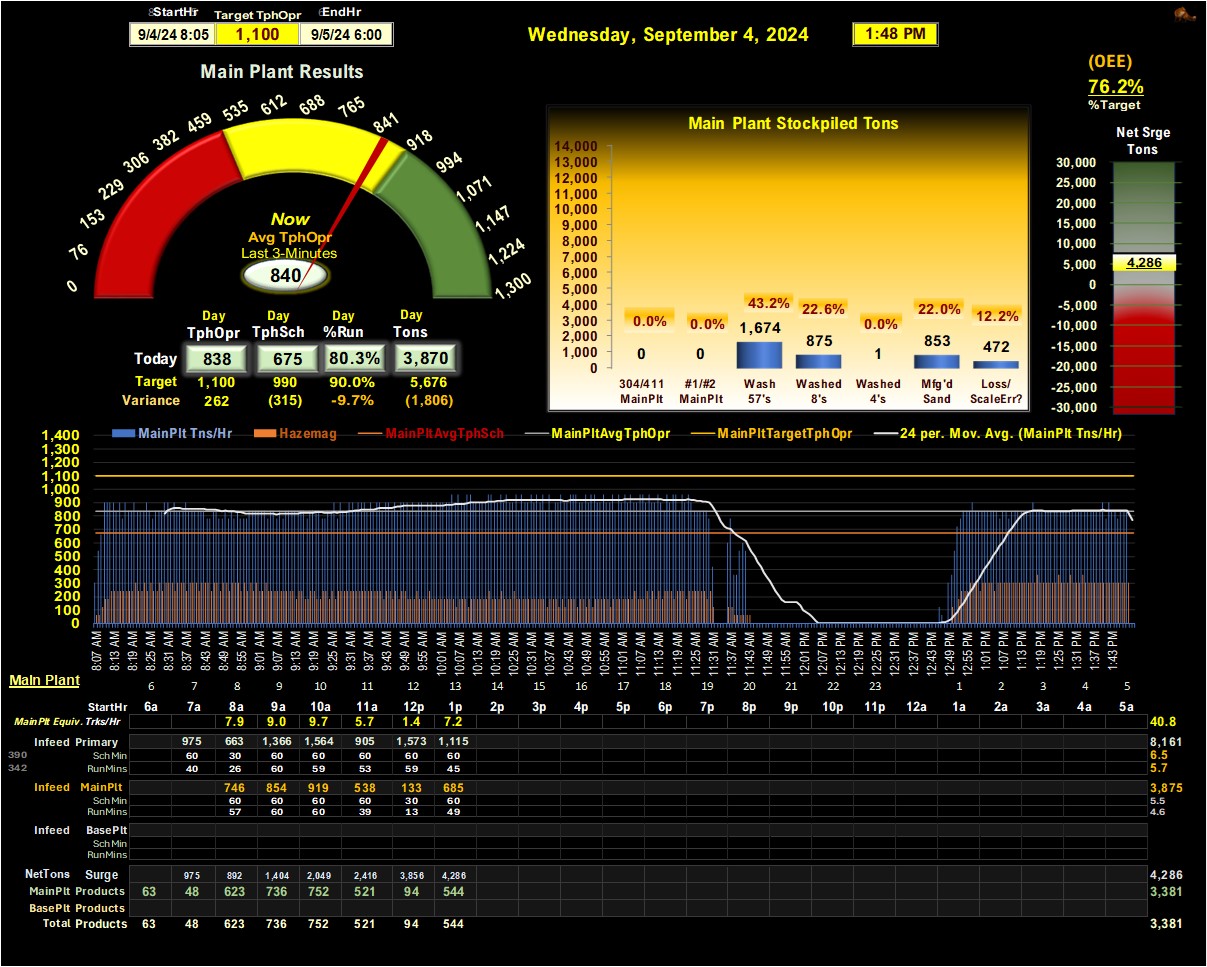 StartHr Target TphOpr EndHr
9/4/24 8:05 1,100 9/5/24 6:00
Wednesday, September 4, 2024 1:48 PM
(OEE)
76.2%
%Target
Main Plant Results
0 76 153 229 306 382 459 535 612 688 765 841 918 994 1,071 1,147 1,224 1,300
Now
Avg TphOpr
Last 3-Minutes
840
Day Day Day Day
TphOpr TphSch %Run Tons
Today 838 675 80.3% 3,870
Target 1,100 990 90.0% 5,676
Variance 262 (315) -9.7% (1,806)
Main Plant Stockpiled Tons
14,000
13,000
12,000
11,000
10,000
9,000
8,000
7,000
6,000
5,000
4,000
3,000
2,000
1,000
0
0.0% 0.0% 43.2% 22.6% 0.0% 22.0% 12.2%
0 0 1,674 875 1 853 472
304/411 #1/#2 Wash Washed Washed Mfg'd Loss/
MainPlt MainPlt 57's 8's 4's Sand ScaleErr?
Net Srge
Tons
30,000
25,000
20,000
15,000
10,000
5,000
0
-5,000
-10,000
-15,000
-20,000
-25,000
-30,000
4,286
MainPlt Tns/Hr Hazemag MainPltAvgTphSch MainPltAvgTphOpr MainPltTargetTphOpr 24 per. Mov. Avg. (MainPlt Tns/Hr)
1,400
1,300
1,200
1,100
1,000
900
800
700
600
500
400
300
200
100
0
8:07 AM 8:13 AM 8:19 AM 8:25 AM 8:31 AM 8:37 AM 8:43 AM 8:49 AM 8:55 AM 9:01 AM 9:07 AM 9:13 AM 9:19 AM 9:25 AM 9:31 AM 9:37 AM 9:43 AM 9:49 AM 9:55 AM 10:01 AM 10:07 AM 10:13 AM 10:19 AM 10:25 AM 10:31 AM 10:37 AM 10:43 AM 10:49 AM 10:55 AM 11:01 AM 11:07 AM 11:13 AM 11:19 AM 11:25 AM 11:31 AM 11:37 AM 11:43 AM 11:49 AM 11:55 AM 12:01 PM 12:07 PM 12:13 PM 12:19 PM 12:25 PM 12:31 PM 12:37 PM 12:43 PM 12:49 PM 12:55 PM 1:01 PM 1:07 PM 1:13 PM 1:19 PM 1:25 PM 1:31 PM 1:37 PM 1:43 PM
Main Plant
6 7 8 9 10 11 12 13 14 15 16 17 18 19 20 21 22 23 1 2 3 4 5
StartHr 6a 7a 8a 9a 10a 11a 12p 1p 2p 3p 4p 5p 6p 7p 8p 9p 10p 11p 12a 1a 2a 3a 4a 5a
MainPlt Equiv. Trks/Hr 7.9 9.0 9.7 5.7 1.4 7.2 40.8
Infeed Primary 975 663 1,366 1,564 905 1,573 1,115 8,161
390 SchMin 60 30 60 60 60 60 60 6.5
342 RunMins 40 26 60 59 53 59 45 5.7
Infeed MainPlt 746 854 919 538 133 685 3,875
SchMin 60 60 60 60 30 60 5.5
RunMins 57 60 60 39 13 49 4.6
Infeed BasePlt
SchMin
RunMins
NetTons Surge 975 892 1,404 2,049 2,416 3,856 4,286 4,286
MainPlt Products 63 48 623 736 752 521 94 544 3,381
BasePlt Products
Total Products 63 48 623 736 752 521 94 544 3,381